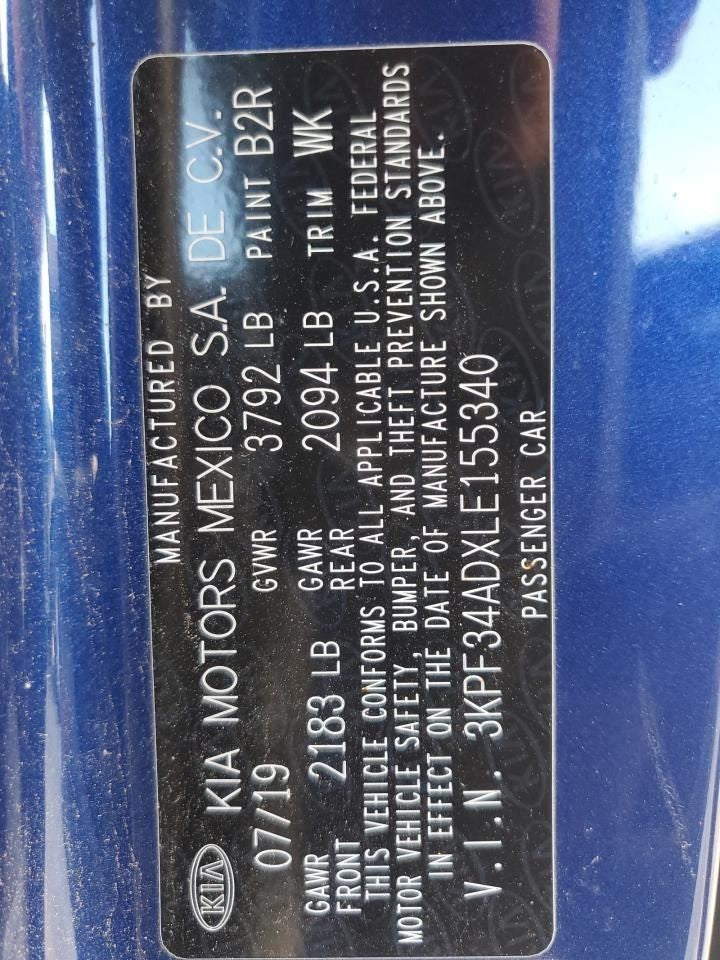 MANUFACTURED BY
KIA KIA MOTORS MEXICO S.A. DE C.V.
07/19 GVWR 3792 LB PAINT B2R
GAWR FRONT 2183 LB GAWR REAR 2094 LB TRIM WK
THIS VEHICLE CONFORMS TO ALL APPLICABLE U.S.A. FEDERAL
MOTOR VEHICLE SAFETY, BUMPER, AND THEFT PREVENTION STANDARDS
IN EFFECT ON THE DATE OF MANUFACTURE SHOWN ABOVE.
V.I.N. 3KPF34ADXLE155340
PASSENGER CAR